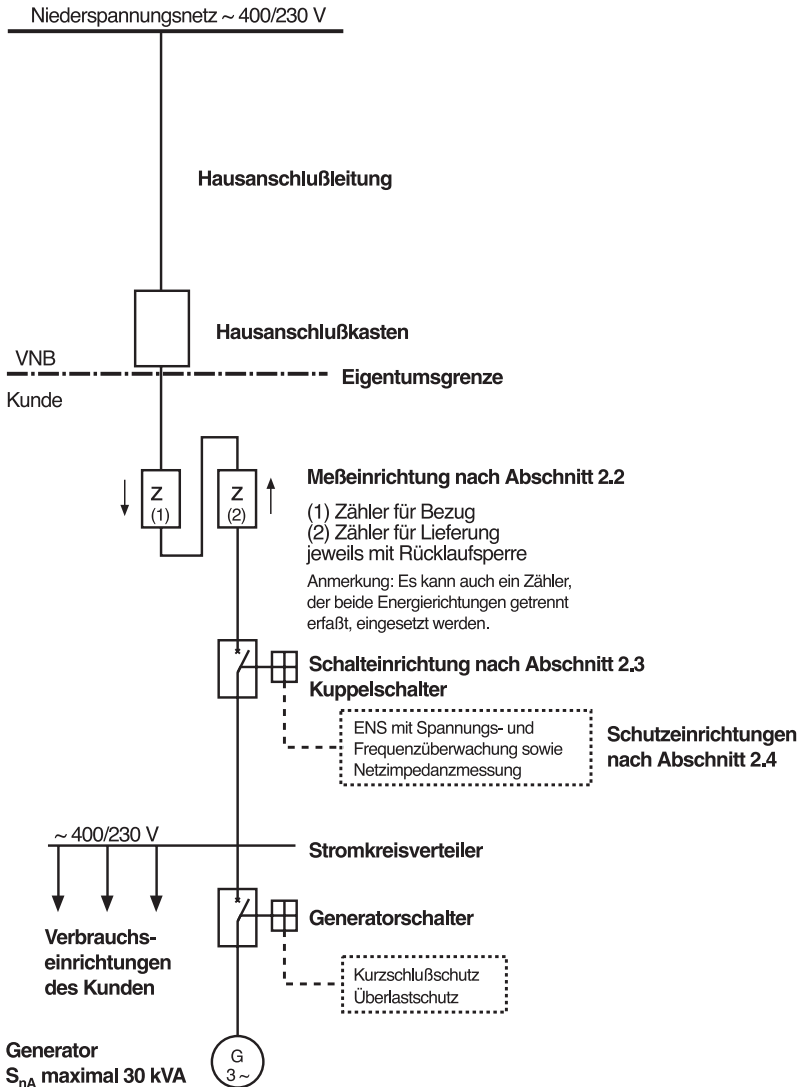 Niederspannungsnetz ~ 400/230 V
Hausanschlußleitung
Hausanschlußkasten
VNB
Eigentumsgrenze
Kunde
Meßeinrichtung nach Abschnitt 2.2
Z
(1)
Z
(2)
(1) Zähler für Bezug
(2) Zähler für Lieferung
jeweils mit Rücklaufsperre
Anmerkung: Es kann auch ein Zähler,
der beide Energierichtungen getrennt
erfaßt, eingesetzt werden.
Schalteinrichtung nach Abschnitt 2.3
Kuppelschalter
ENS mit Spannungs- und
Frequenzüberwachung sowie
Netzimpedanzmessung
Schutzeinrichtungen
nach Abschnitt 2.4
~ 400/230 V
Stromkreisverteiler
Generatorschalter
Verbrauchs-
einrichtungen
des Kunden
Kurzschlußschutz
Überlastschutz
Generator
SnA maximal 30 kVA
G
3 ~